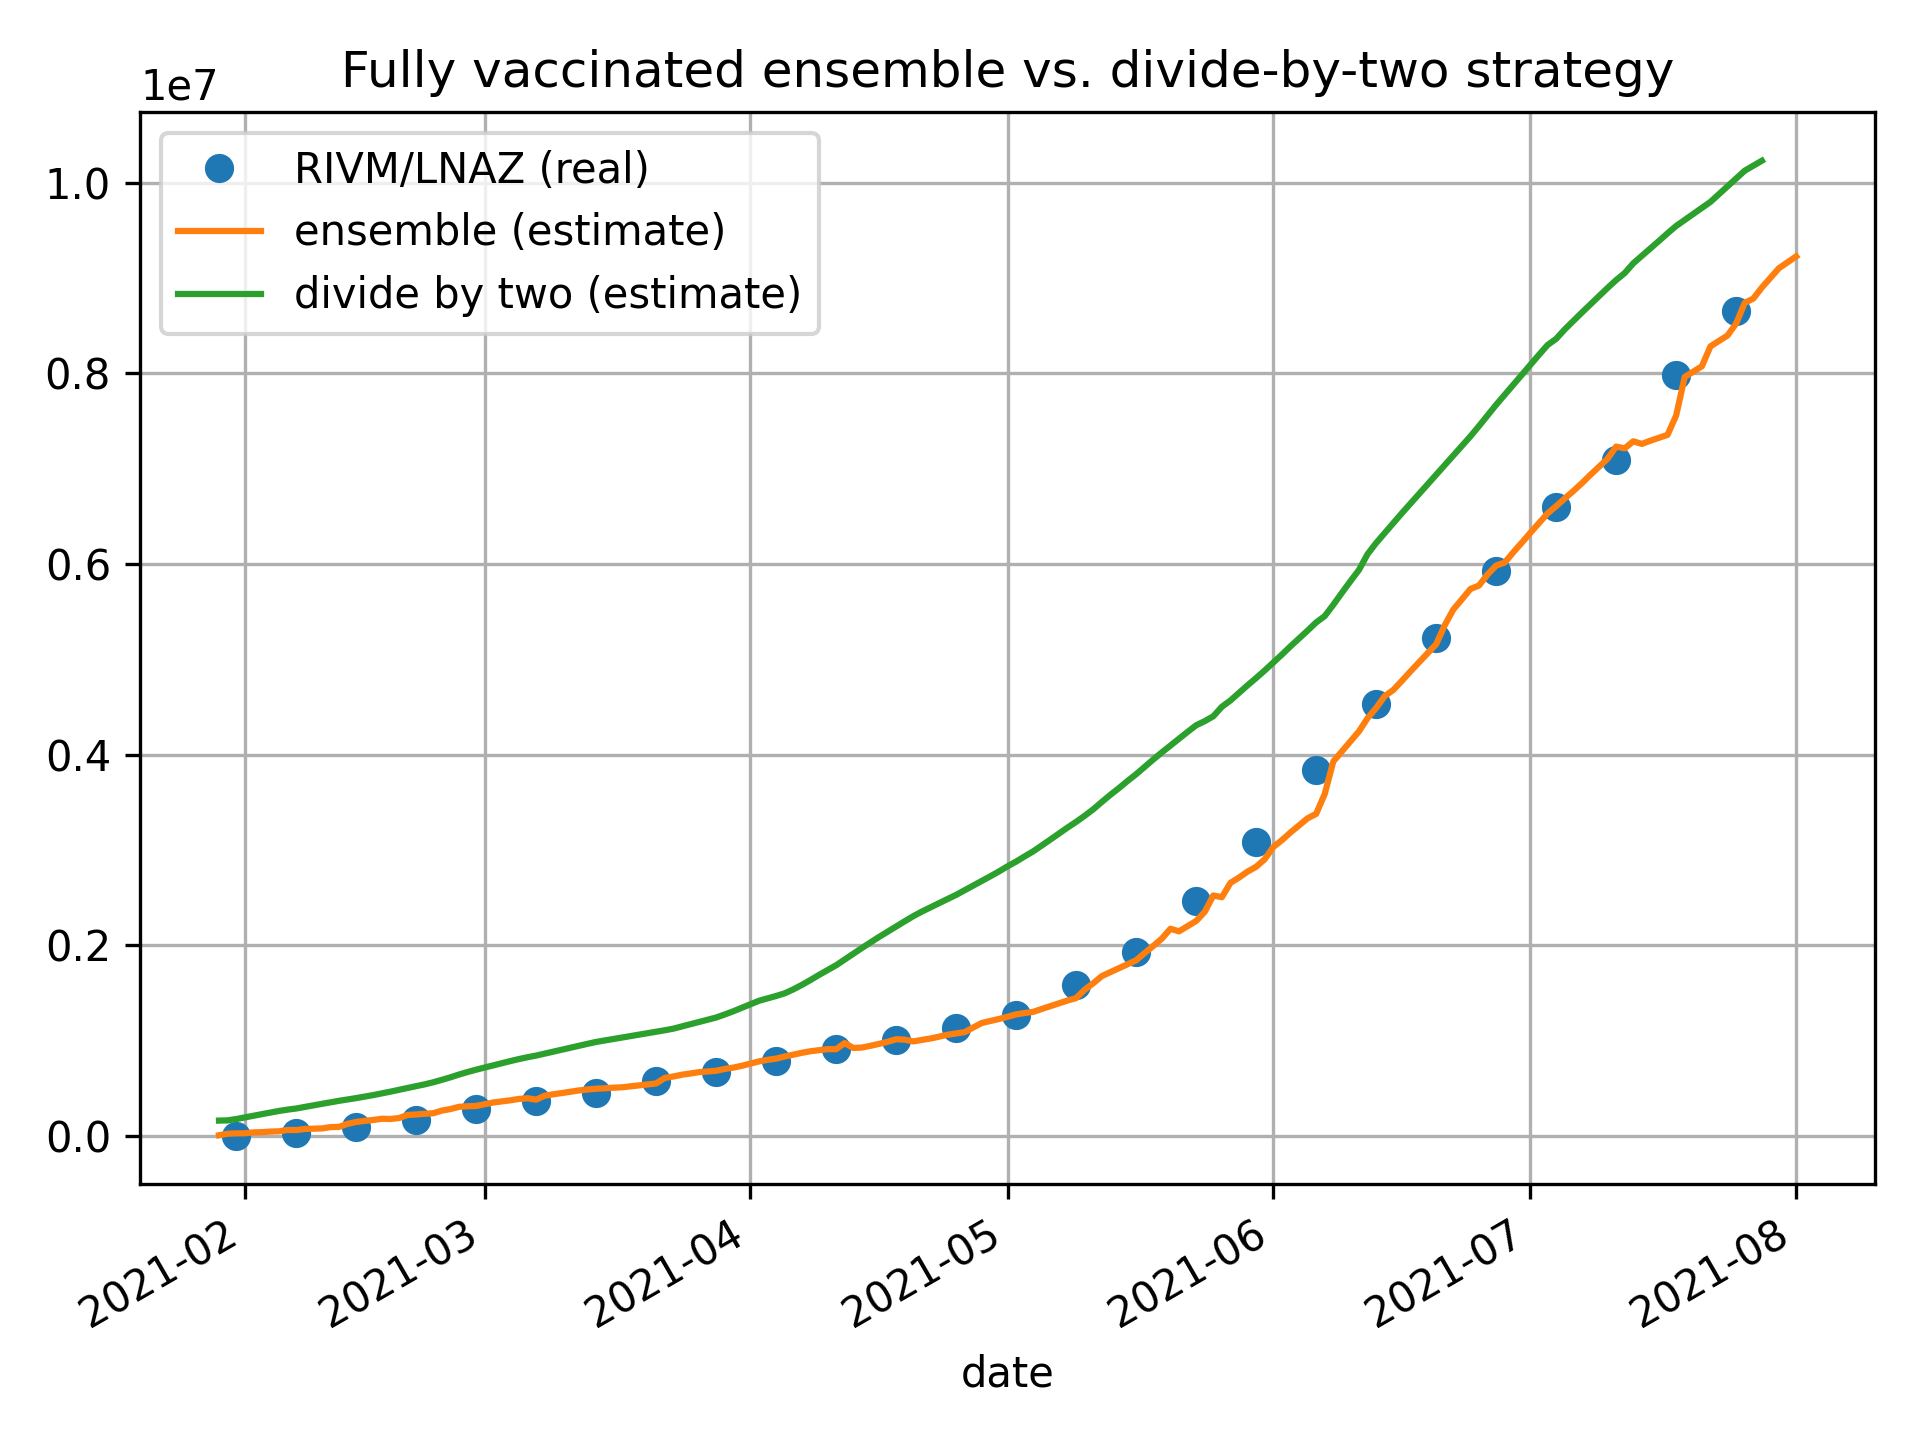 Fully vaccinated ensemble vs. divide-by-two strategy
1e7
RIVM/LNAZ (real)
ensemble (estimate)
divide by two (estimate)
1.0
0.8
0.6
0.4
0.2
0.0
2021-02
2021-03
2021-04
2021-05
2021-06
2021-07
2021-08
date